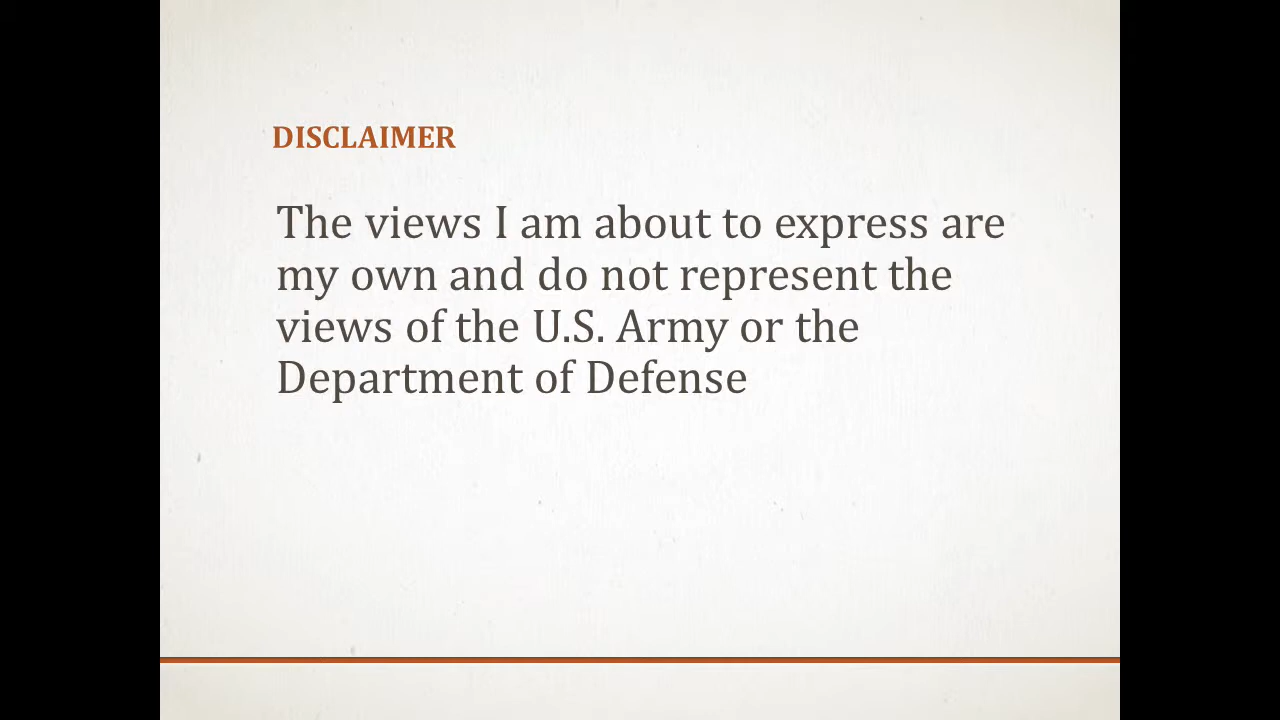 DISCLAIMER
The views I am about to express are
my own and do not represent the
views of the U.S. Army or the
Department of Defense